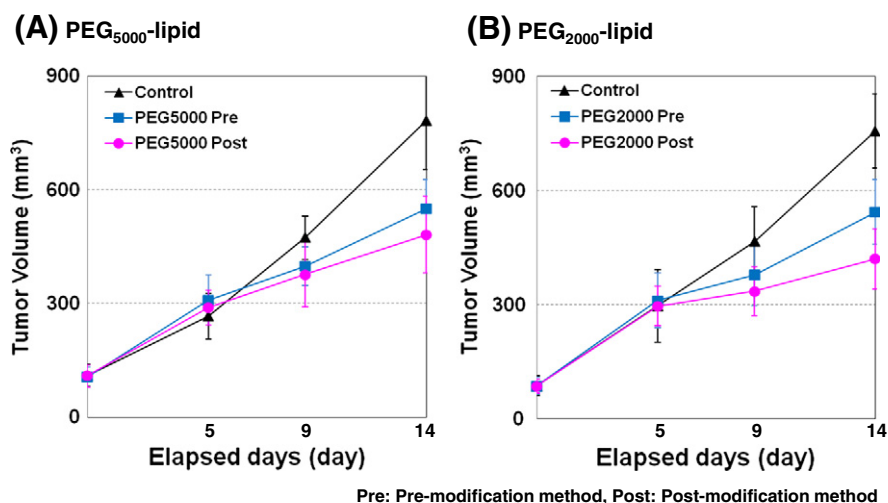 (A) PEG5000-lipid
900
Control
PEG5000 Pre
PEG5000 Post
600
300
0
Tumor Volume (mm³)
5 9 14
Elapsed days (day)
(B) PEG2000-lipid
900
Control
PEG2000 Pre
PEG2000 Post
600
300
0
Tumor Volume (mm³)
5 9 14
Elapsed days (day)
Pre: Pre-modification method, Post: Post-modification method